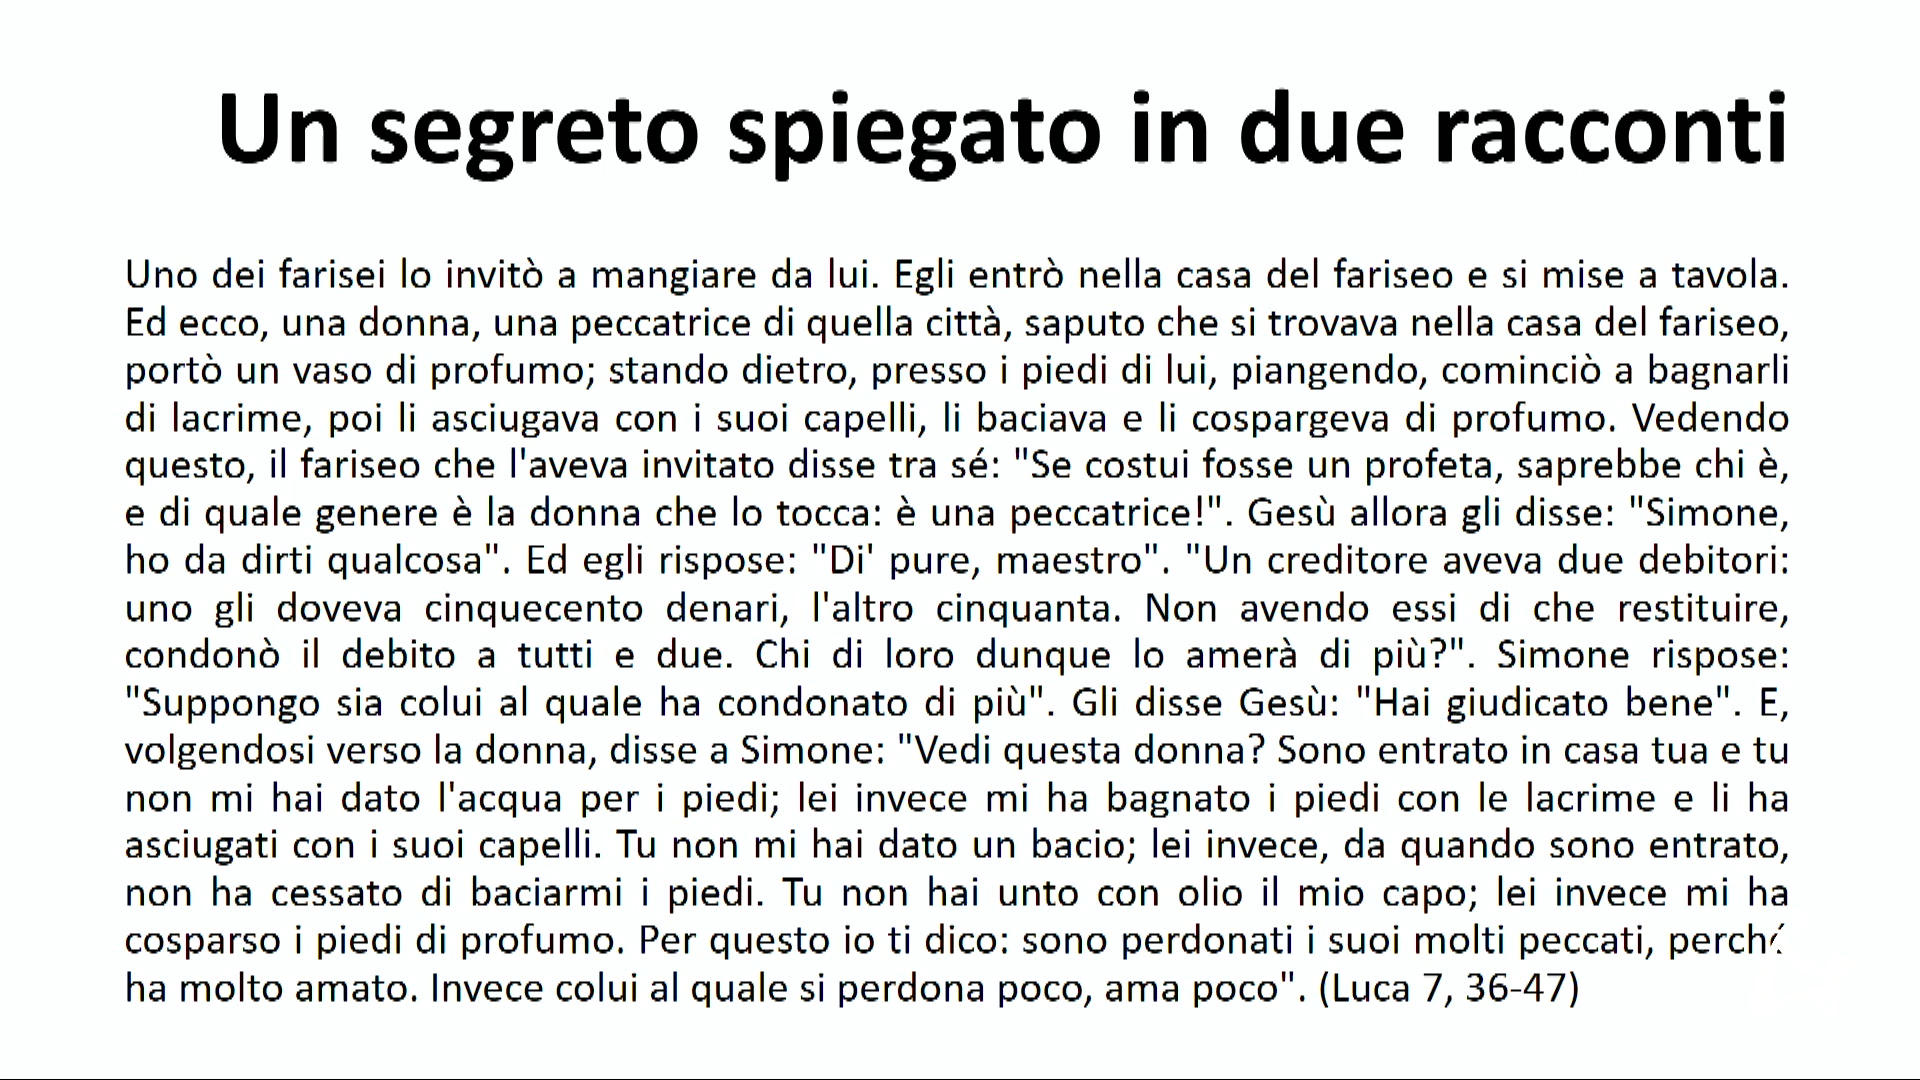 Un segreto spiegato in due racconti
Uno dei farisei lo invitò a mangiare da lui. Egli entrò nella casa del fariseo e si mise a tavola.
Ed ecco, una donna, una peccatrice di quella città, saputo che si trovava nella casa del fariseo,
portò un vaso di profumo; stando dietro, presso i piedi di lui, piangendo, cominciò a bagnarli
di lacrime, poi li asciugava con i suoi capelli, li baciava e li cospargeva di profumo. Vedendo
questo, il fariseo che l'aveva invitato disse tra sé: "Se costui fosse un profeta, saprebbe chi è,
e di quale genere è la donna che lo tocca: è una peccatrice!". Gesù allora gli disse: "Simone,
ho da dirti qualcosa". Ed egli rispose: "Di' pure, maestro". "Un creditore aveva due debitori:
uno gli doveva cinquecento denari, l'altro cinquanta. Non avendo essi di che restituire,
condonò il debito a tutti e due. Chi di loro dunque lo amerà di più?". Simone rispose:
"Suppongo sia colui al quale ha condonato di più". Gli disse Gesù: "Hai giudicato bene". E,
volgendosi verso la donna, disse a Simone: "Vedi questa donna? Sono entrato in casa tua e tu
non mi hai dato l'acqua per i piedi; lei invece mi ha bagnato i piedi con le lacrime e li ha
asciugati con i suoi capelli. Tu non mi hai dato un bacio; lei invece, da quando sono entrato,
non ha cessato di baciarmi i piedi. Tu non hai unto con olio il mio capo; lei invece mi ha
cosparso i piedi di profumo. Per questo io ti dico: sono perdonati i suoi molti peccati, perché
ha molto amato. Invece colui al quale si perdona poco, ama poco". (Luca 7, 36-47)